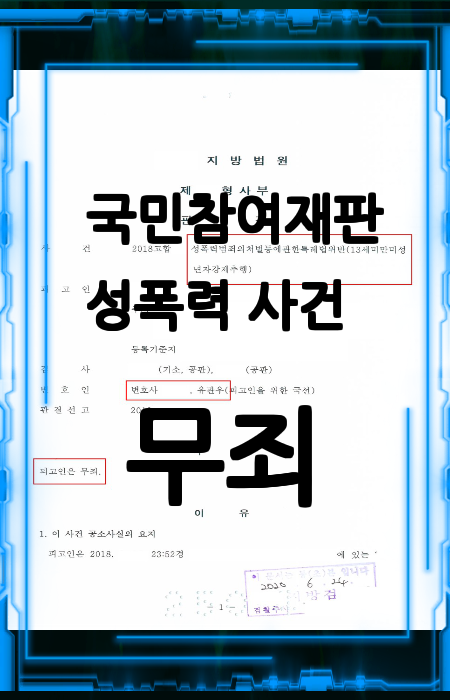 지 방 법 원
제 형 사 부
국민참여재판
사 건 2018고합 성폭력범죄의처벌등에관한특례법위반(13세미만미성
년자강제추행)
피 고 인
성폭력 사건
등록기준지
검 사 (기소, 공판), (공판)
변 호 인 변호사 , 유관우(피고인을 위한 국선)
판 결 선 고
무죄
피고인은 무죄.
이 유
1. 이 사건 공소사실의 요지
피고인은 2018. 23:52경 에 있는
2020 6. 24.
- 1 -